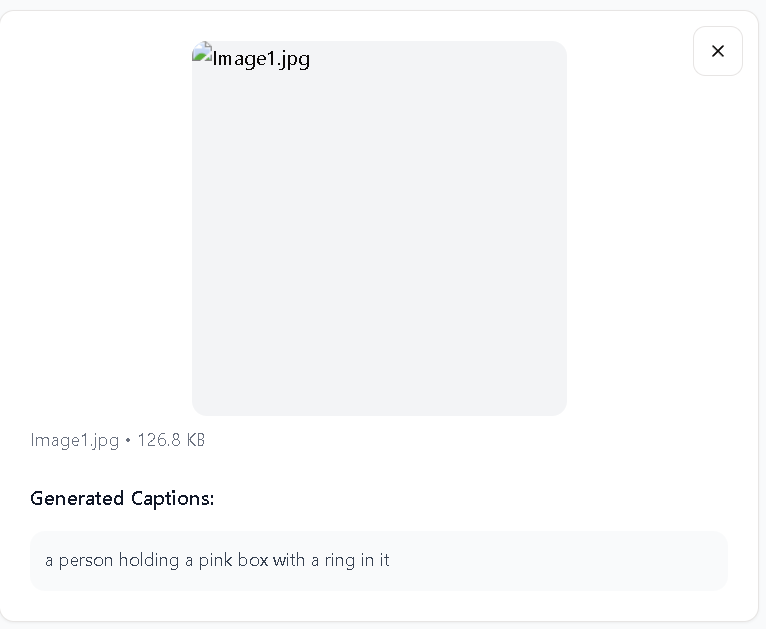 Image1.jpg
Image1.jpg • 126.8 KB
Generated Captions:
a person holding a pink box with a ring in it